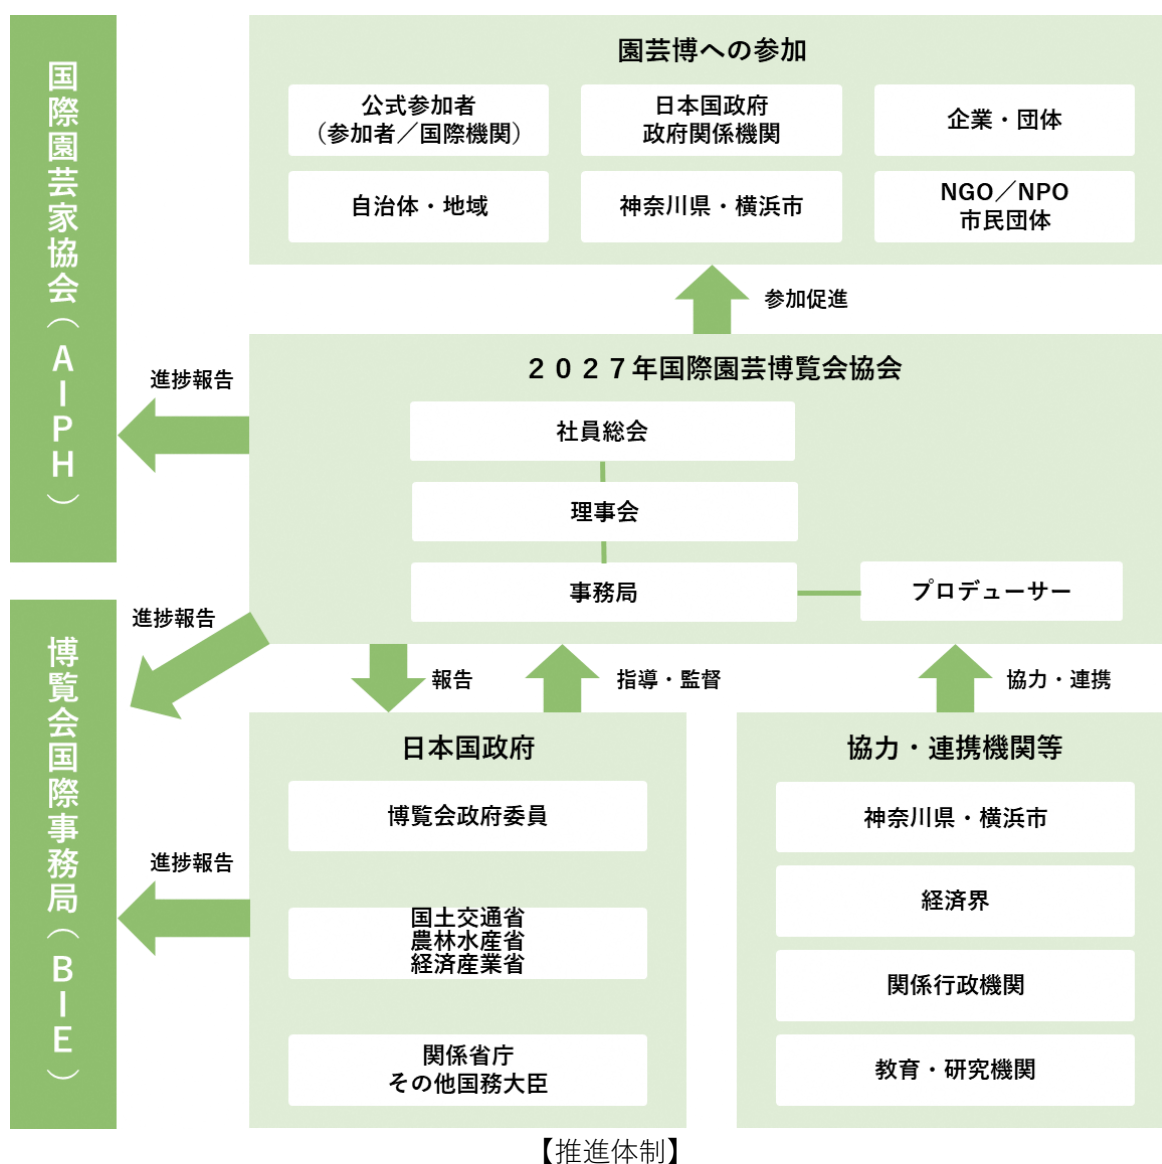 国際園芸家協会（AIPH）
園芸博への参加
公式参加者
（参加者／国際機関）
日本国政府
政府関係機関
企業・団体
自治体・地域
神奈川県・横浜市
NGO／NPO
市民団体
参加促進
２０２７年国際園芸博覧会協会
進捗報告
社員総会
理事会
事務局
プロデューサー
博覧会国際事務局（BIE）
進捗報告
報告
指導・監督
協力・連携
日本国政府
博覧会政府委員
進捗報告
国土交通省
農林水産省
経済産業省
関係省庁
その他国務大臣
協力・連携機関等
神奈川県・横浜市
経済界
関係行政機関
教育・研究機関
【推進体制】